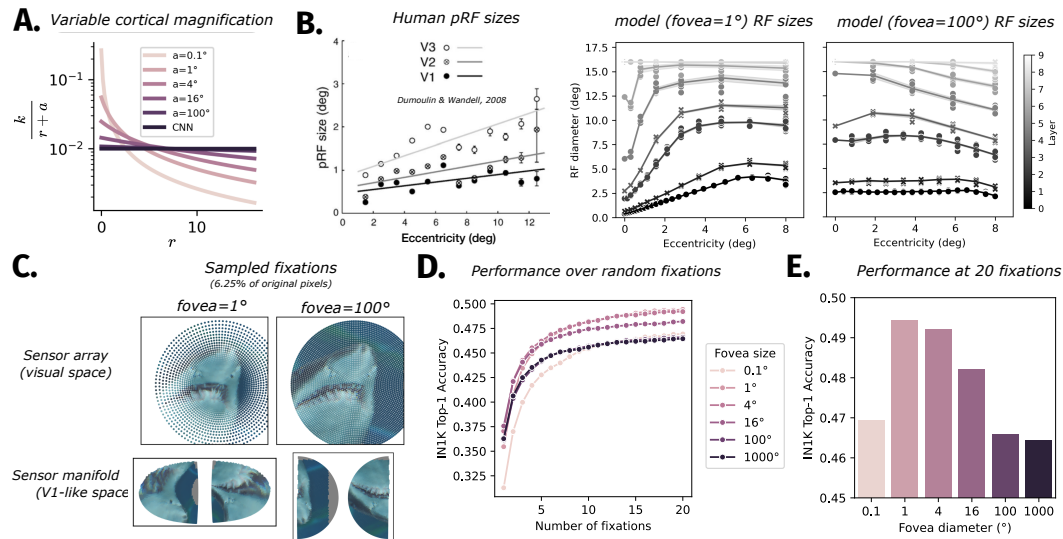 A.
Variable cortical magnification
k
r + a
10⁻¹
10⁻²
a=0.1°
a=1°
a=4°
a=16°
a=100°
CNN
0
10
r
B.
Human pRF sizes
V3
V2
V1
Dumoulin & Wandell, 2008
pRF size (deg)
4
3
2
1
0
0 2 4 6 8 10 12
Eccentricity (deg)
model (fovea=1°) RF sizes
RF diameter (deg)
17.5
15.0
12.5
10.0
7.5
5.0
2.5
0.0
0 2 4 6 8
Eccentricity (deg)
model (fovea=100°) RF sizes
0 2 4 6 8
Eccentricity (deg)
9
8
7
6
5
4
3
2
1
0
Layer
C.
Sampled fixations
(6.25% of original pixels)
fovea=1°
fovea=100°
Sensor array
(visual space)
Sensor manifold
(V1-like space
D.
Performance over random fixations
IN1K Top-1 Accuracy
0.500
0.475
0.450
0.425
0.400
0.375
0.350
0.325
5 10 15 20
Number of fixations
Fovea size
0.1°
1°
4°
16°
100°
1000°
E.
Performance at 20 fixations
IN1K Top-1 Accuracy
0.50
0.49
0.48
0.47
0.46
0.45
0.1 1 4 16 100 1000
Fovea diameter (°)